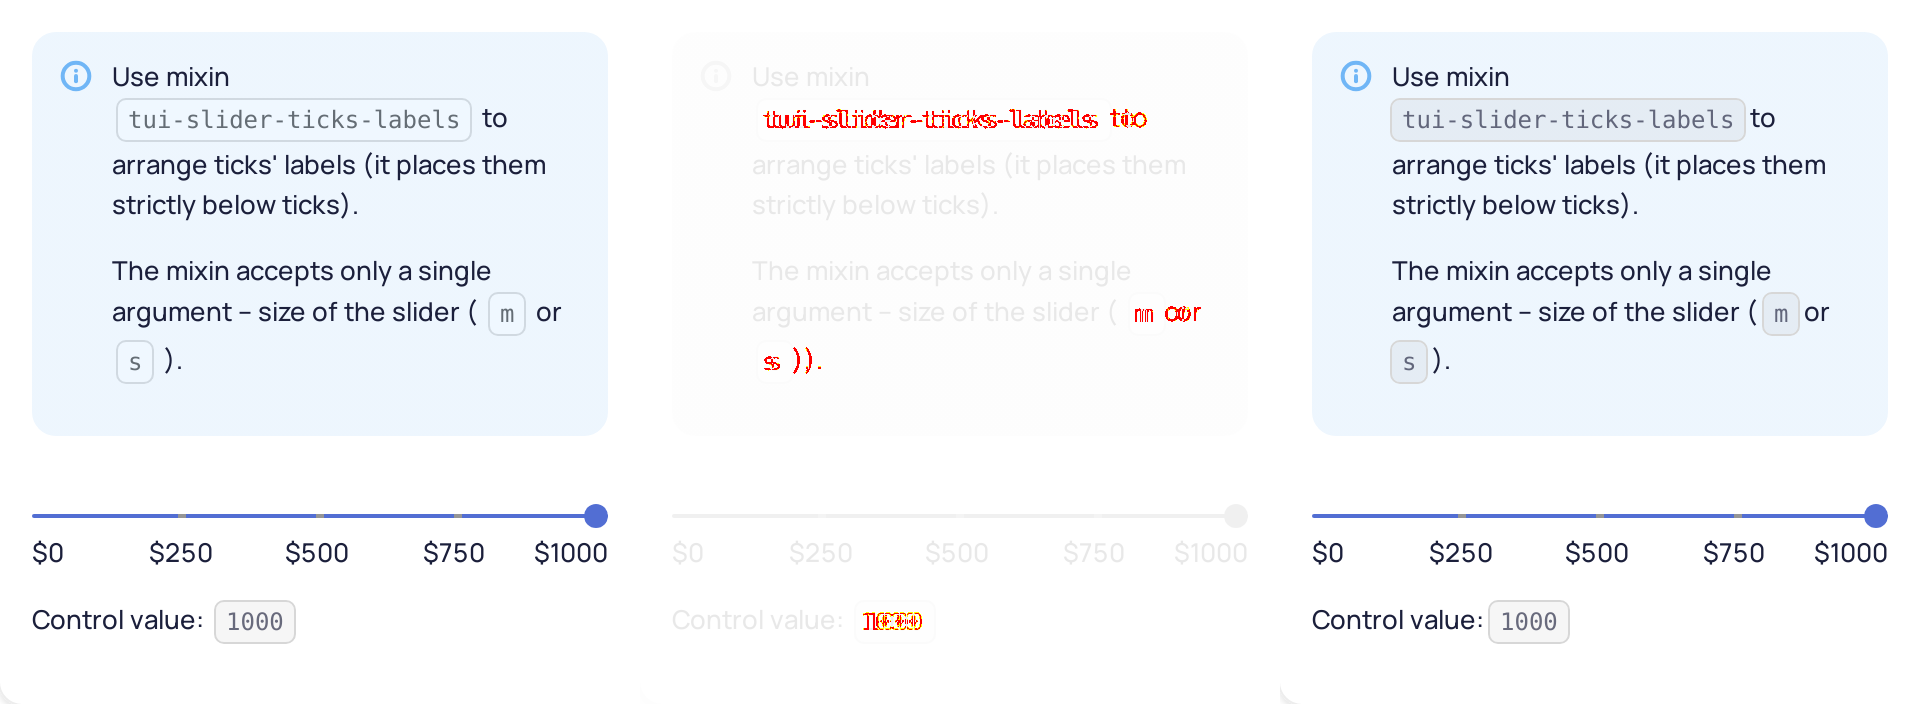 Use mixin
tui-slider-ticks-labels to
arrange ticks' labels (it places them
strictly below ticks).
The mixin accepts only a single
argument – size of the slider ( m or
s ).
$0 $250 $500 $750 $1000
Control value: 1000
Use mixin
tui-slider-ticks-labels to
arrange ticks' labels (it places them
strictly below ticks).
The mixin accepts only a single
argument – size of the slider ( m or
s ).
$0 $250 $500 $750 $1000
Control value:
Use mixin
tui-slider-ticks-labels to
arrange ticks' labels (it places them
strictly below ticks).
The mixin accepts only a single
argument – size of the slider ( m or
s ).
$0 $250 $500 $750 $1000
Control value: 1000